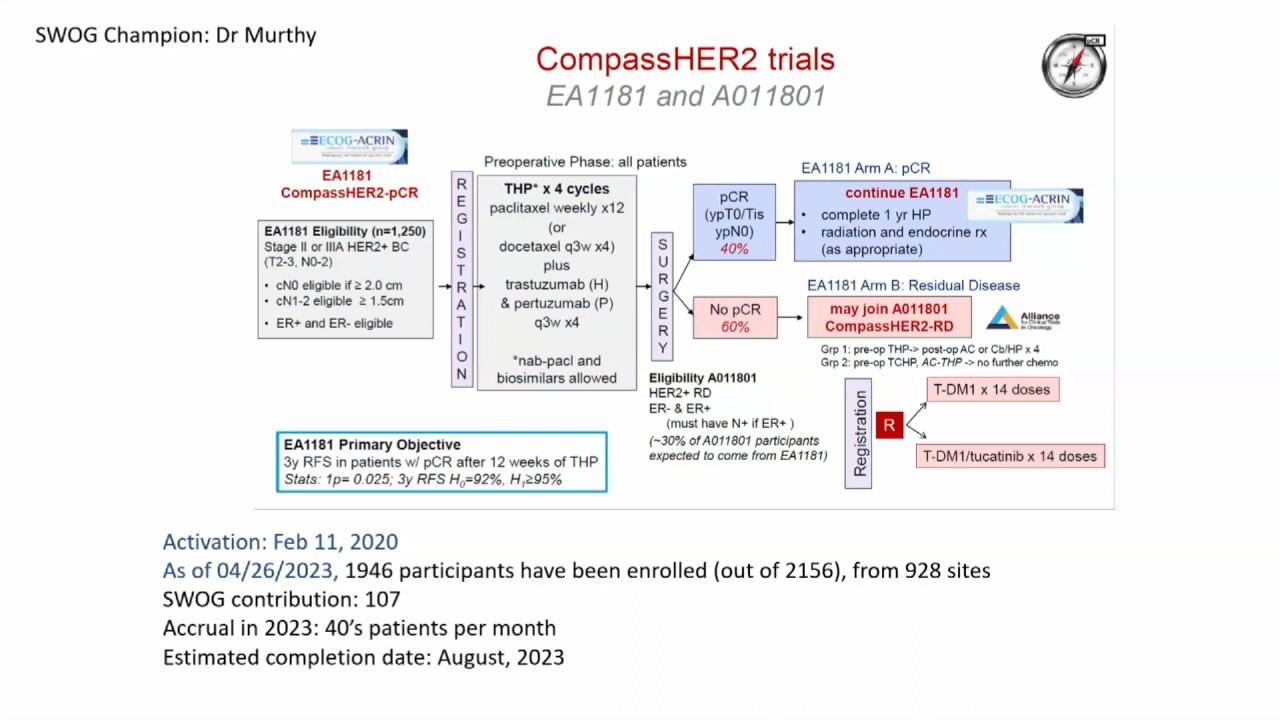 SWOG Champion: Dr Murthy
CompassHER2 trials
EA1181 and A011801
pCR
ECOG-ACRIN
cancer research group
EA1181
CompassHER2-pCR
EA1181 Eligibility (n=1,250)
Stage II or IIIA HER2+ BC
(T2-3, N0-2)
• cN0 eligible if ≥ 2.0 cm
• cN1-2 eligible ≥ 1.5cm
• ER+ and ER- eligible
REGISTRATION
Preoperative Phase: all patients
THP* x 4 cycles
paclitaxel weekly x12
(or
docetaxel q3w x4)
plus
trastuzumab (H)
& pertuzumab (P)
q3w x4
*nab-pacl and
biosimilars allowed
SURGERY
pCR
(ypT0/Tis
ypN0)
40%
No pCR
60%
EA1181 Arm A: pCR
continue EA1181
• complete 1 yr HP
• radiation and endocrine rx
(as appropriate)
ECOG-ACRIN
cancer research group
EA1181 Arm B: Residual Disease
may join A011801
CompassHER2-RD
Alliance
for Clinical Trials
in Oncology
Grp 1: pre-op THP-> post-op AC or Cb/HP x 4
Grp 2: pre-op TCHP, AC-THP -> no further chemo
Eligibility A011801
HER2+ RD
ER- & ER+
(must have N+ if ER+ )
(~30% of A011801 participants
expected to come from EA1181)
Registration
R
T-DM1 x 14 doses
T-DM1/tucatinib x 14 doses
EA1181 Primary Objective
3y RFS in patients w/ pCR after 12 weeks of THP
Stats: 1p= 0.025; 3y RFS H₀=92%, H₁≥95%
Activation: Feb 11, 2020
As of 04/26/2023, 1946 participants have been enrolled (out of 2156), from 928 sites
SWOG contribution: 107
Accrual in 2023: 40’s patients per month
Estimated completion date: August, 2023